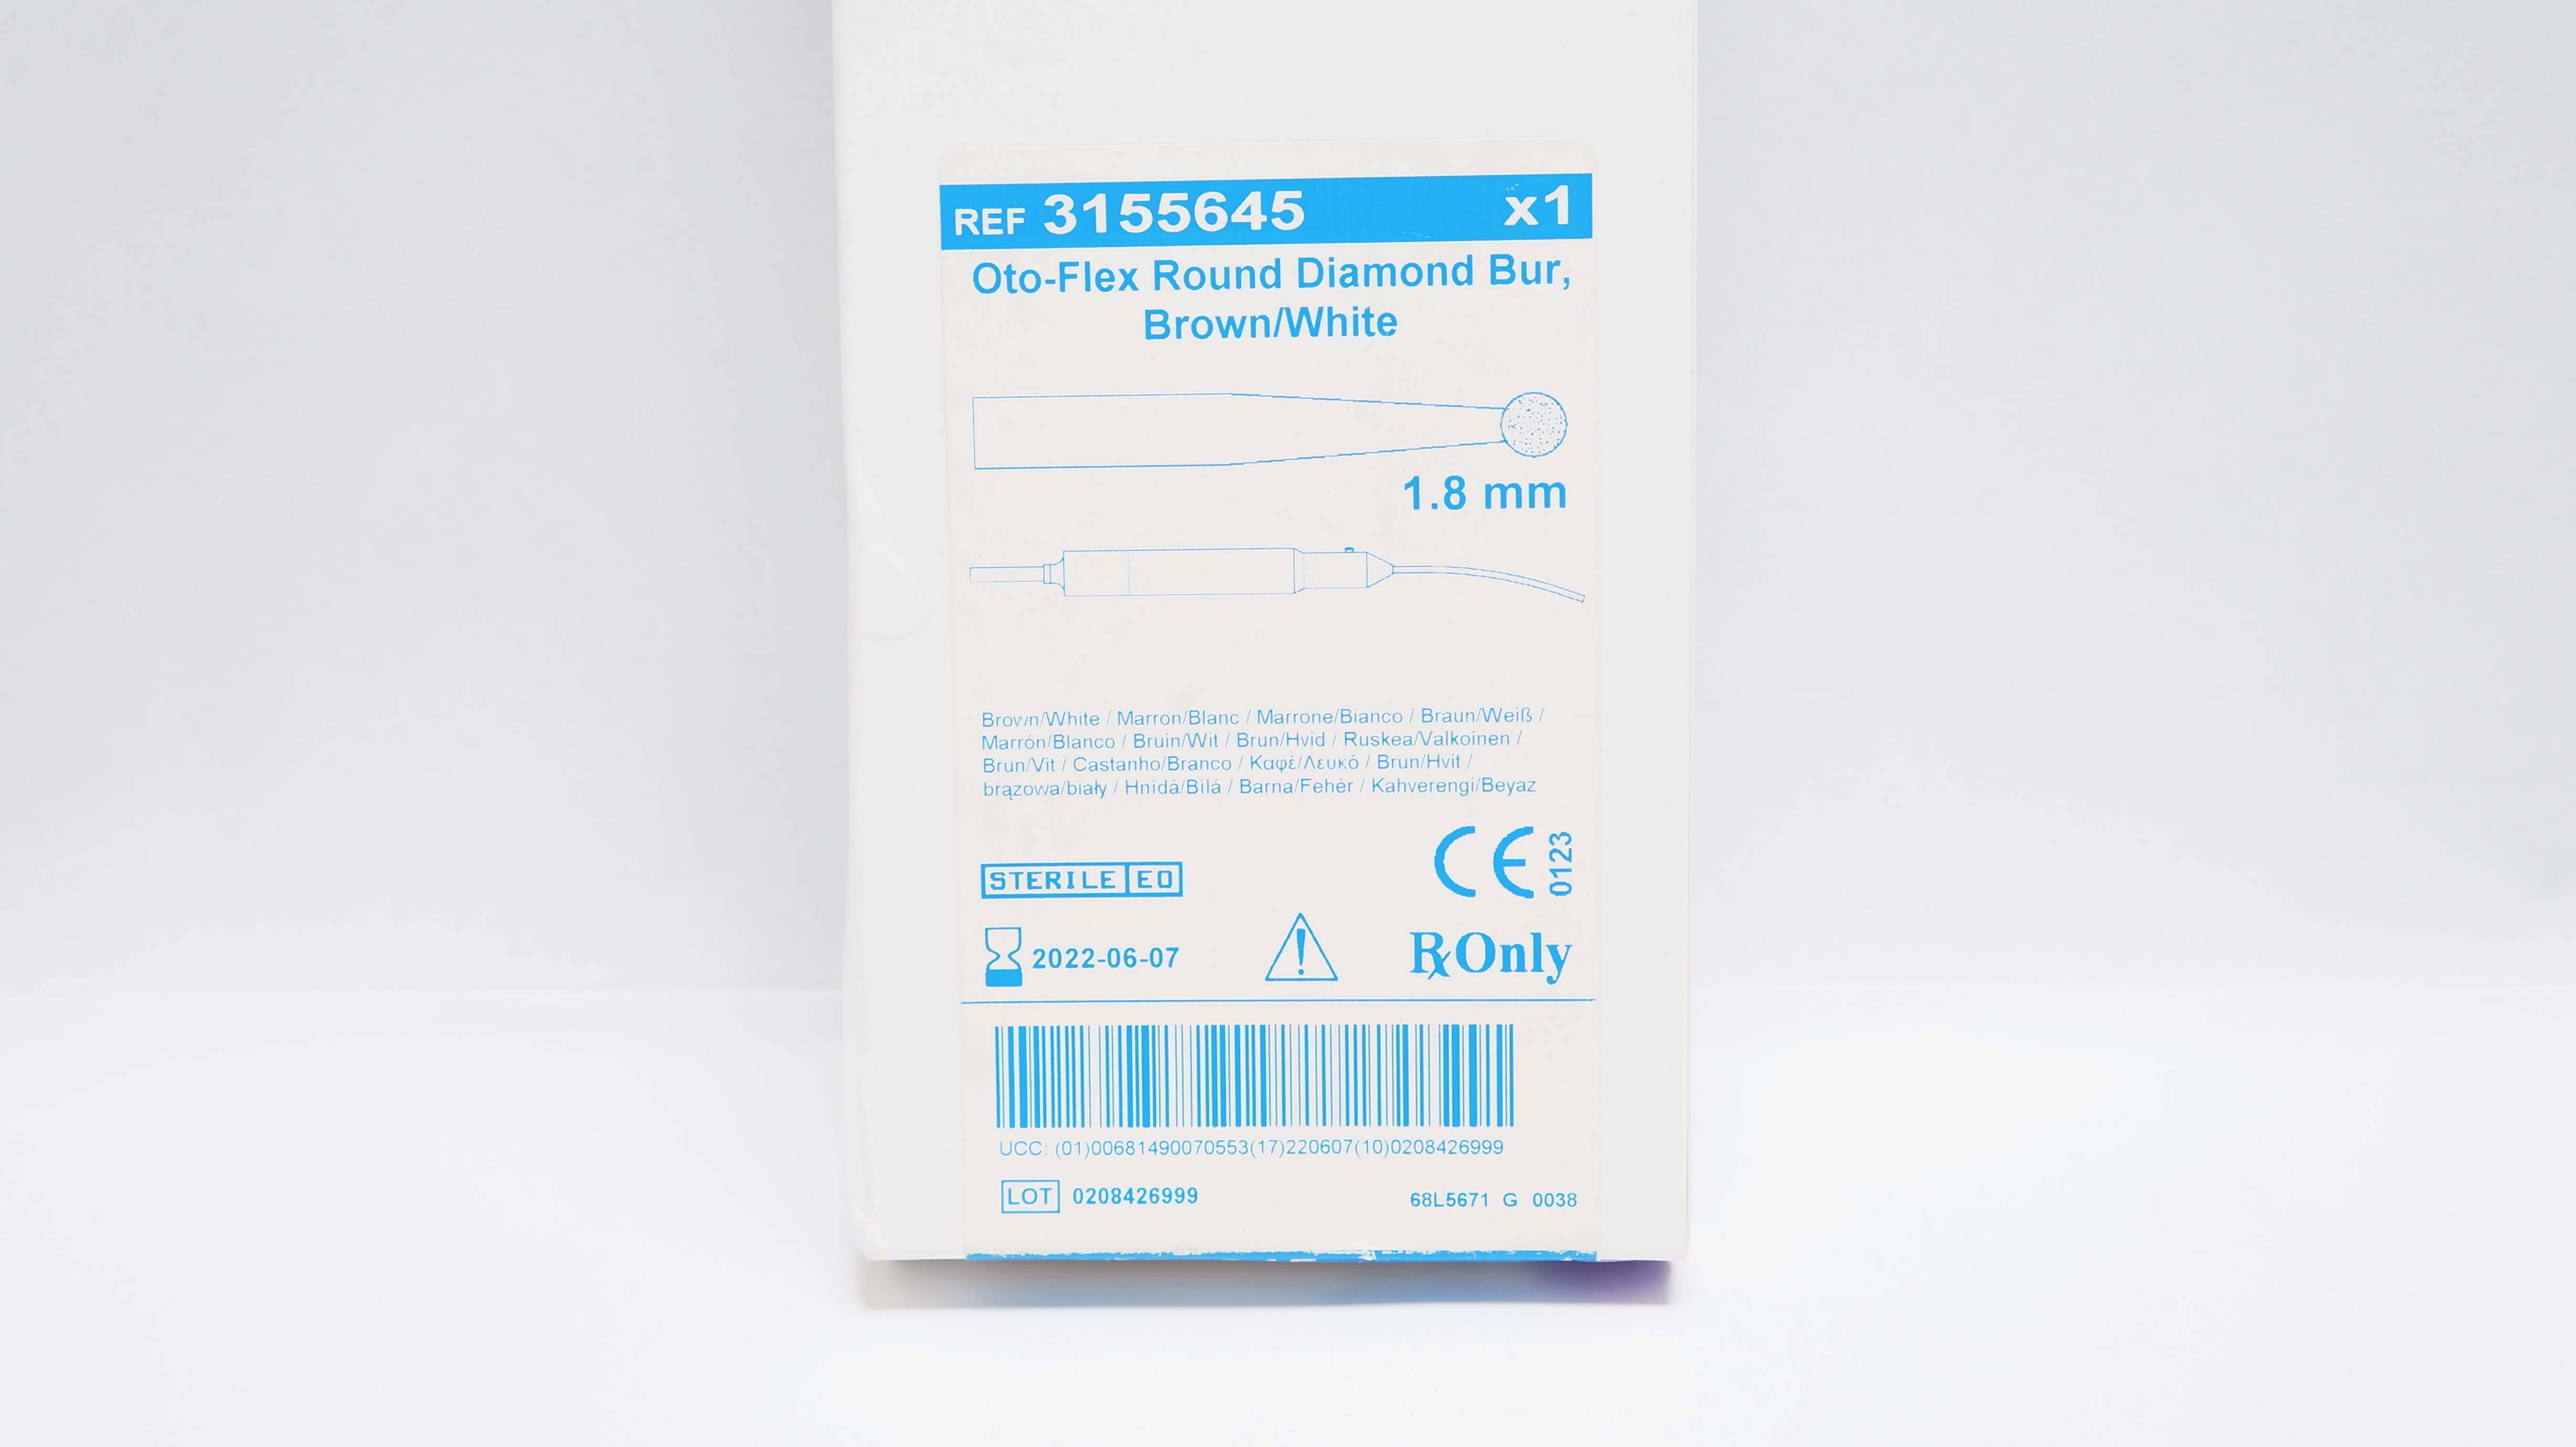 REF 3155645 x1
Oto-Flex Round Diamond Bur,
Brown/White
1.8 mm
Brown/White / Marron/Blanc / Marrone/Bianco / Braun/Weiß /
Marrón/Blanco / Bruin/Wit / Brun/Hvid / Ruskea/Valkoinen /
Brun/Vit / Castanho/Branco / Καφέ/Λευκό / Brun/Hvit /
brązowa/biały / Hnidá/Bílá / Barna/Fehér / Kahverengi/Beyaz
STERILE EO
CE 0123
2022-06-07
Rx Only
UCC: (01)00681490070553(17)220607(10)0208426999
LOT 0208426999
68L5671 G 0038